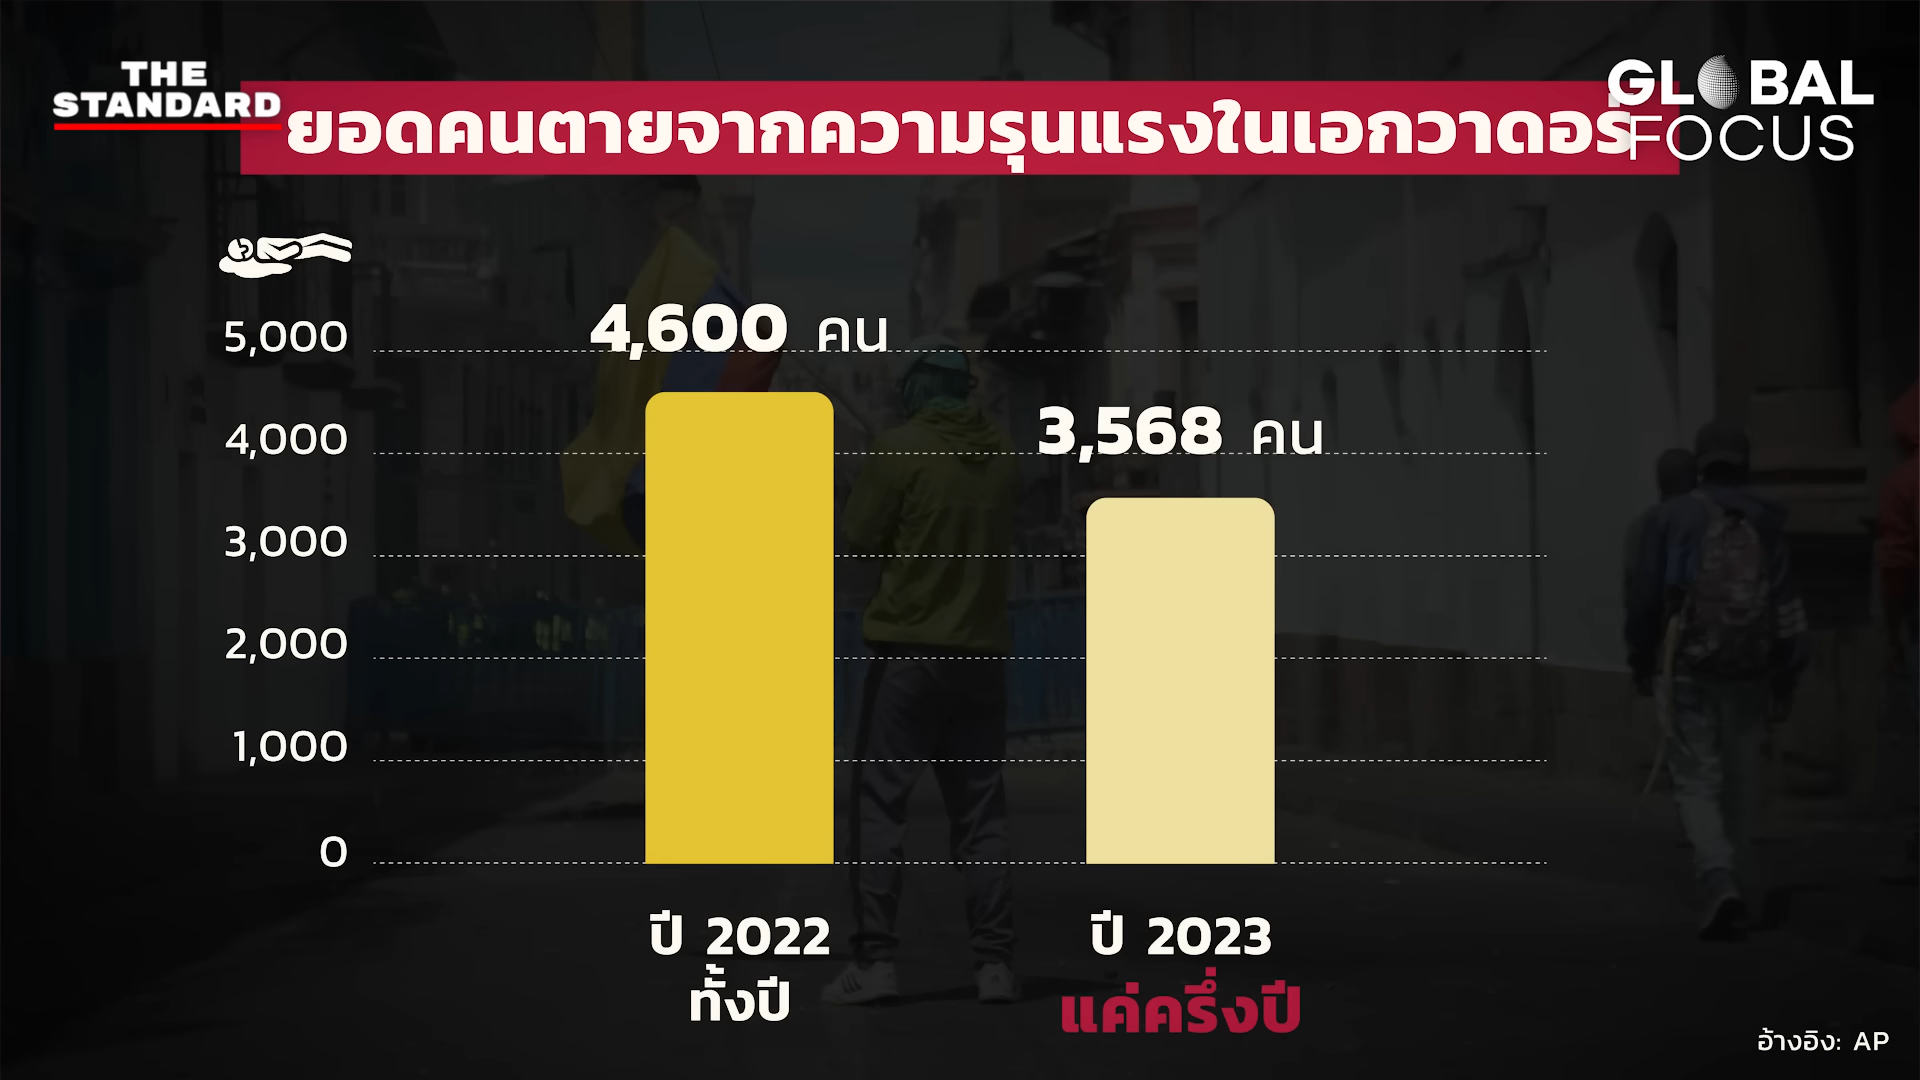 THE
STANDARD
GLOBAL
FOCUS
ยอดคนตายจากความรุนแรงในเอกวาดอร์
5,000
4,000
3,000
2,000
1,000
0
4,600 คน
3,568 คน
ปี 2022
ทั้งปี
ปี 2023
แค่ครึ่งปี
อ้างอิง: AP